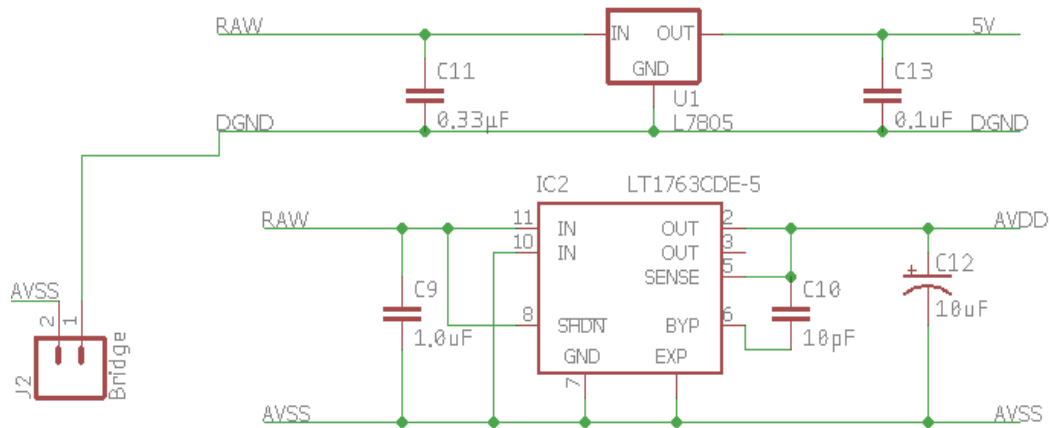 RAW
IN OUT
5V
C11
GND
C13
U1
DGND
0.33µF
L7805
0.1uF
DGND
IC2
LT1763CDE-5
RAW
11
IN
OUT
2
AVDD
10
IN
OUT
3
SENSE
5
C12
AVSS
C9
C10
10uF
2
1
8
SHDN
BYP
6
1.0uF
10pF
GND
EXP
J2
Bridge
7
AVSS
AVSS